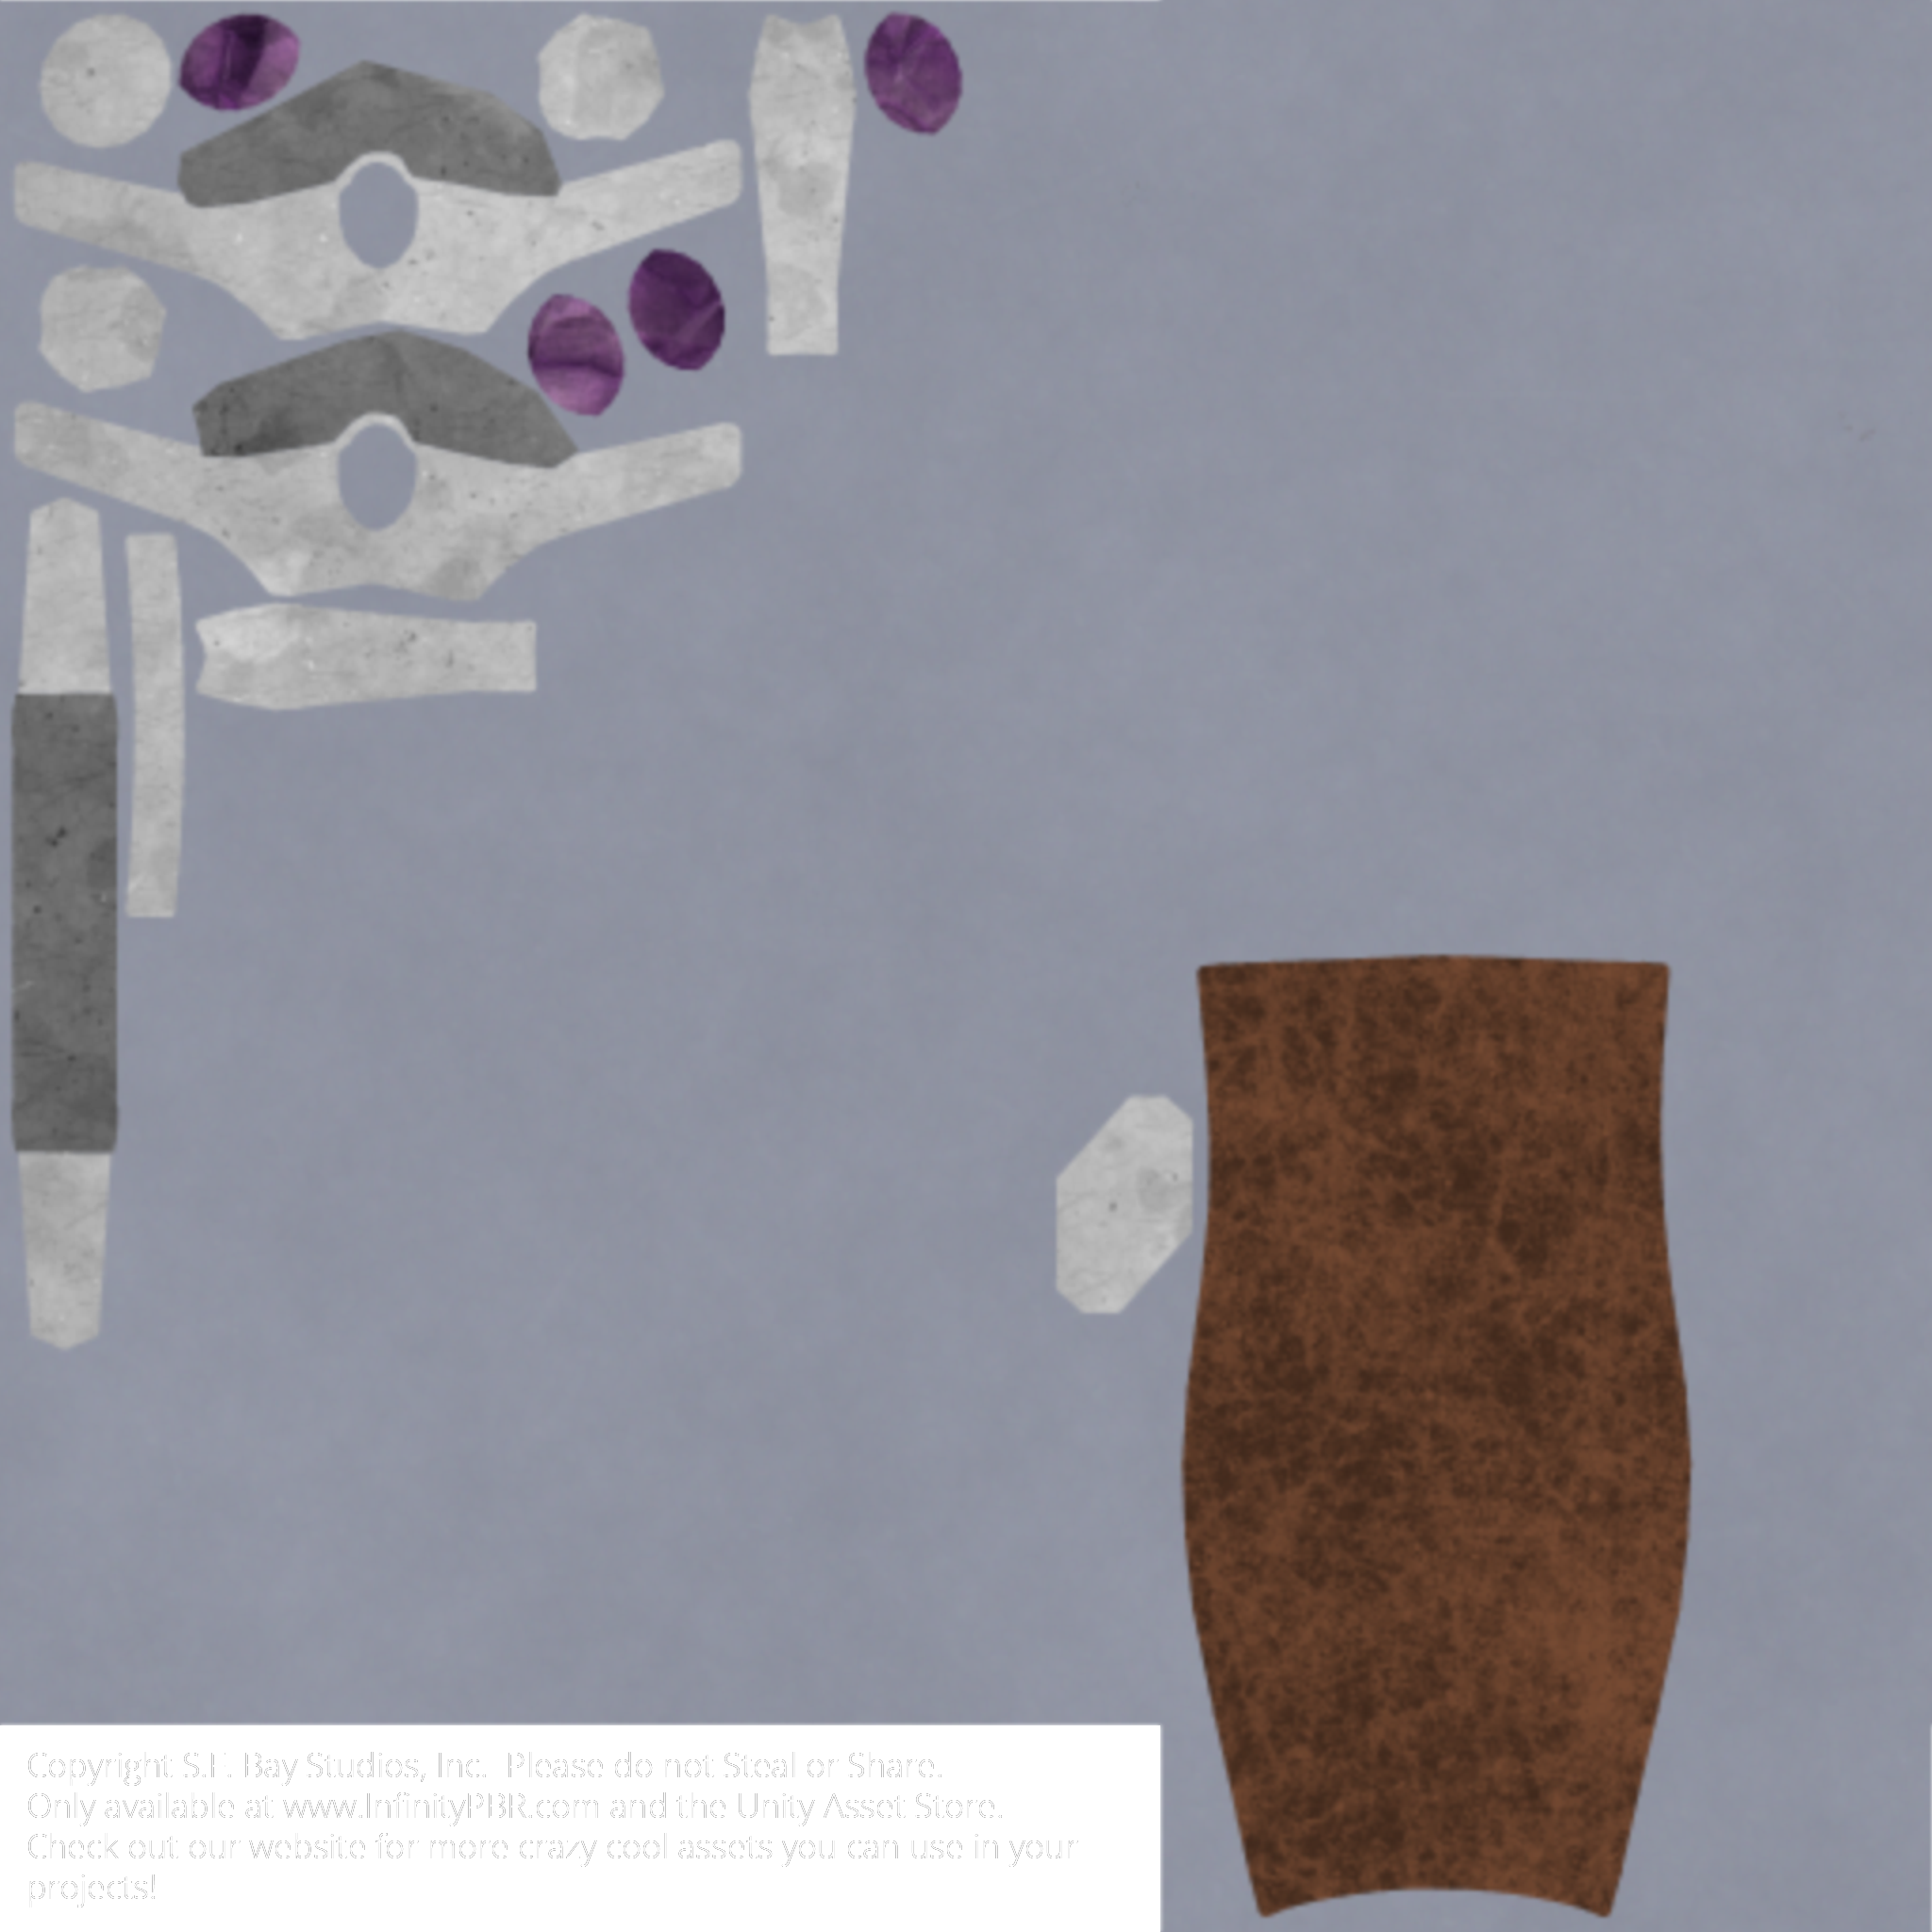 Copyright S.F. Bay Studios, Inc.  Please do not Steal or Share.
Only available at www.InfinityPBR.com and the Unity Asset Store.
Check out our website for more crazy cool assets you can use in your
projects!